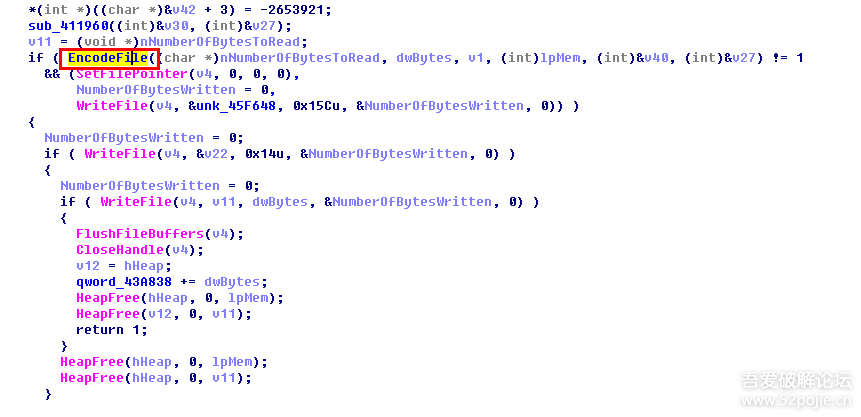 *(int *)((char *)&v42 + 3) = -2653921;
sub_411960((int)&v30, (int)&v27);
v11 = (void *)nNumberOfBytesToRead;
if ( EncodeFile((char *)nNumberOfBytesToRead, dwBytes, v1, (int)lpMem, (int)&v40, (int)&v27) != 1
&& (SetFilePointer(v4, 0, 0, 0),
NumberOfBytesWritten = 0,
WriteFile(v4, &unk_45F648, 0x15Cu, &NumberOfBytesWritten, 0)) )
{
NumberOfBytesWritten = 0;
if ( WriteFile(v4, &v22, 0x14u, &NumberOfBytesWritten, 0) )
{
NumberOfBytesWritten = 0;
if ( WriteFile(v4, v11, dwBytes, &NumberOfBytesWritten, 0) )
{
FlushFileBuffers(v4);
CloseHandle(v4);
v12 = hHeap;
qword_43A838 += dwBytes;
HeapFree(hHeap, 0, lpMem);
HeapFree(v12, 0, v11);
return 1;
}
HeapFree(hHeap, 0, lpMem);
HeapFree(hHeap, 0, v11);
}
吾爱破解论坛
www.52pojie.cn